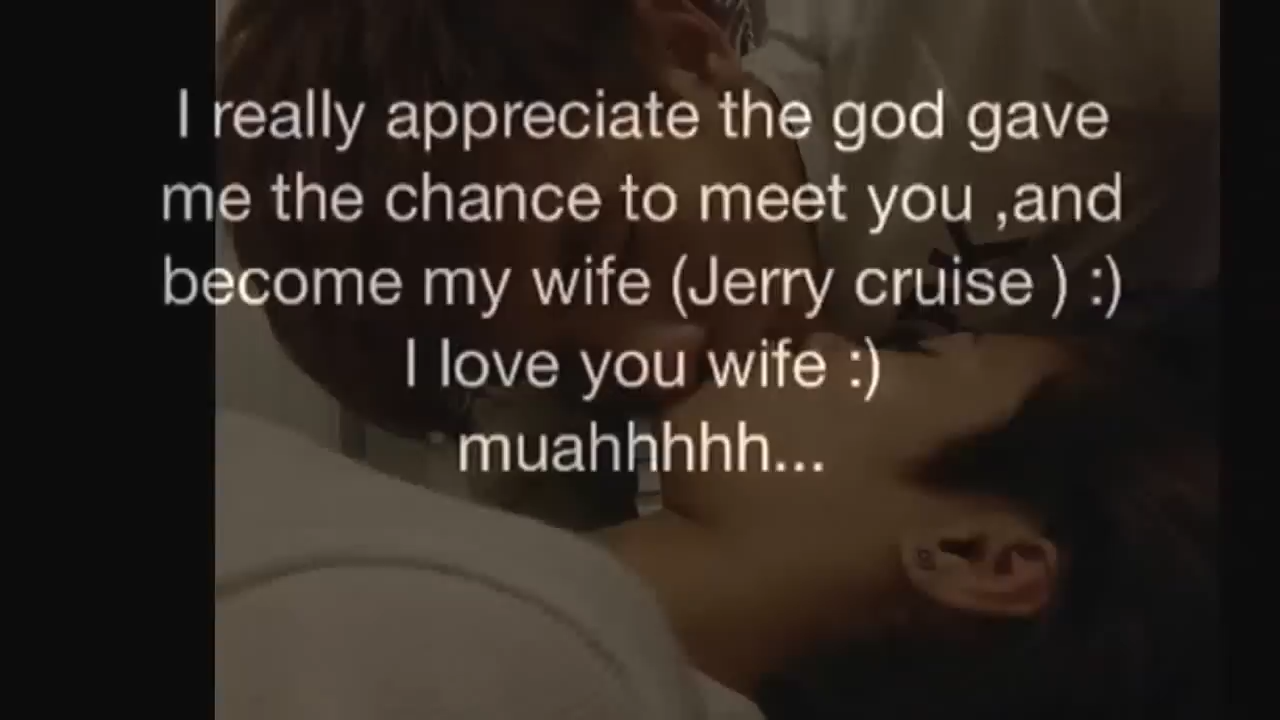 I really appreciate the god gave
me the chance to meet you ,and
become my wife (Jerry cruise ) :)
I love you wife :)
muahhhhh...